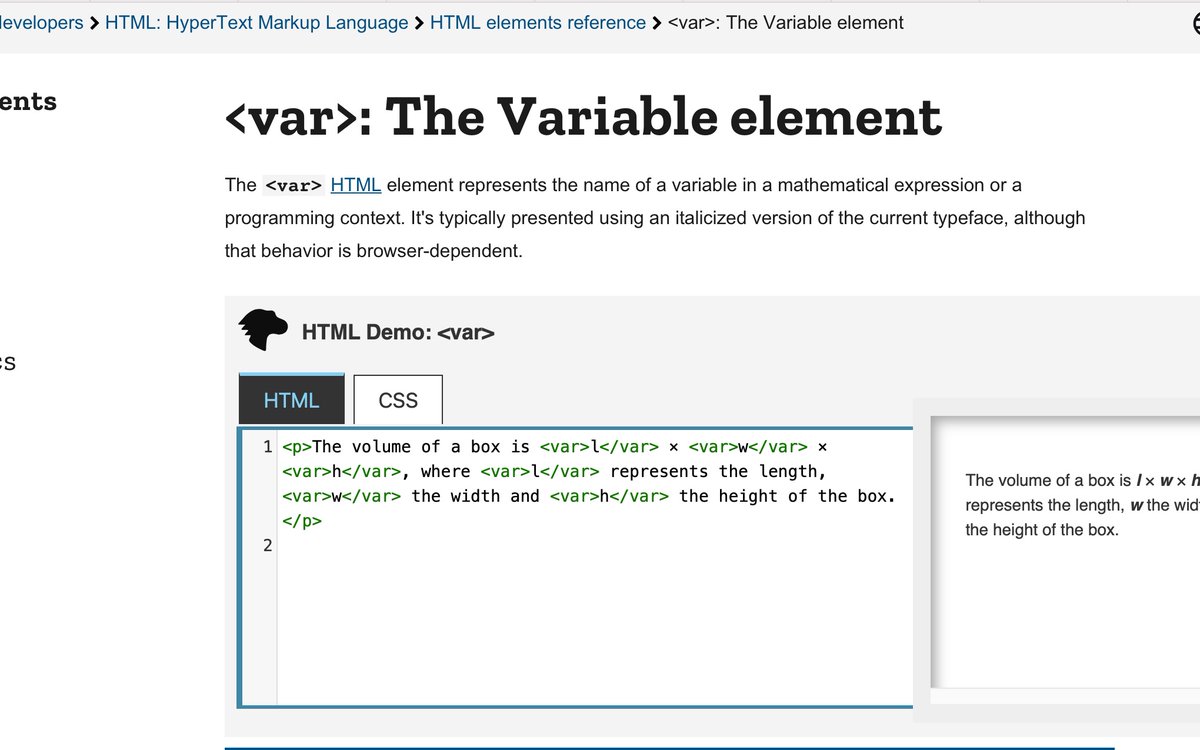 HTML: HyperText Markup Language HTML elements reference <var>: The Variable element
<var>: The Variable element
The <var> HTML element represents the name of a variable in a mathematical expression or a
programming context. It's typically presented using an italicized version of the current typeface, although
that behavior is browser-dependent.
HTML Demo: <var>
HTML CSS
1 <p>The volume of a box is <var>l</var> × <var>w</var> ×
<var>h</var>, where <var>l</var> represents the length,
<var>w</var> the width and <var>h</var> the height of the box.
</p>
2
The volume of a box is l × w × h
represents the length, w the
the height of the box.